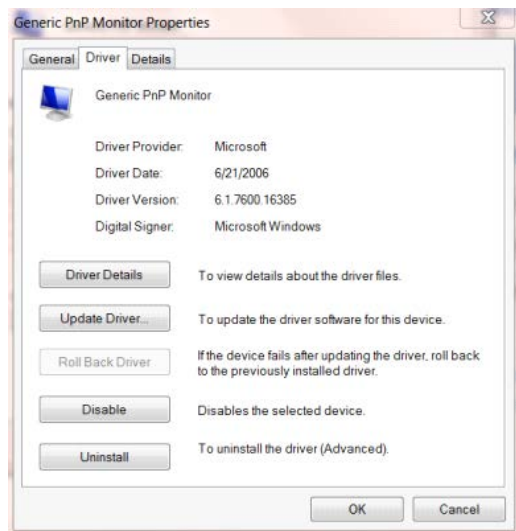 Generic PnP Monitor Properties
General Driver Details
Generic PnP Monitor
Driver Provider: Microsoft
Driver Date: 6/21/2006
Driver Version: 6.1.7600.16385
Digital Signer: Microsoft Windows
Driver Details To view details about the driver files.
Update Driver... To update the driver software for this device.
Roll Back Driver If the device fails after updating the driver, roll back
to the previously installed driver.
Disable Disables the selected device.
Uninstall To uninstall the driver (Advanced).
OK Cancel